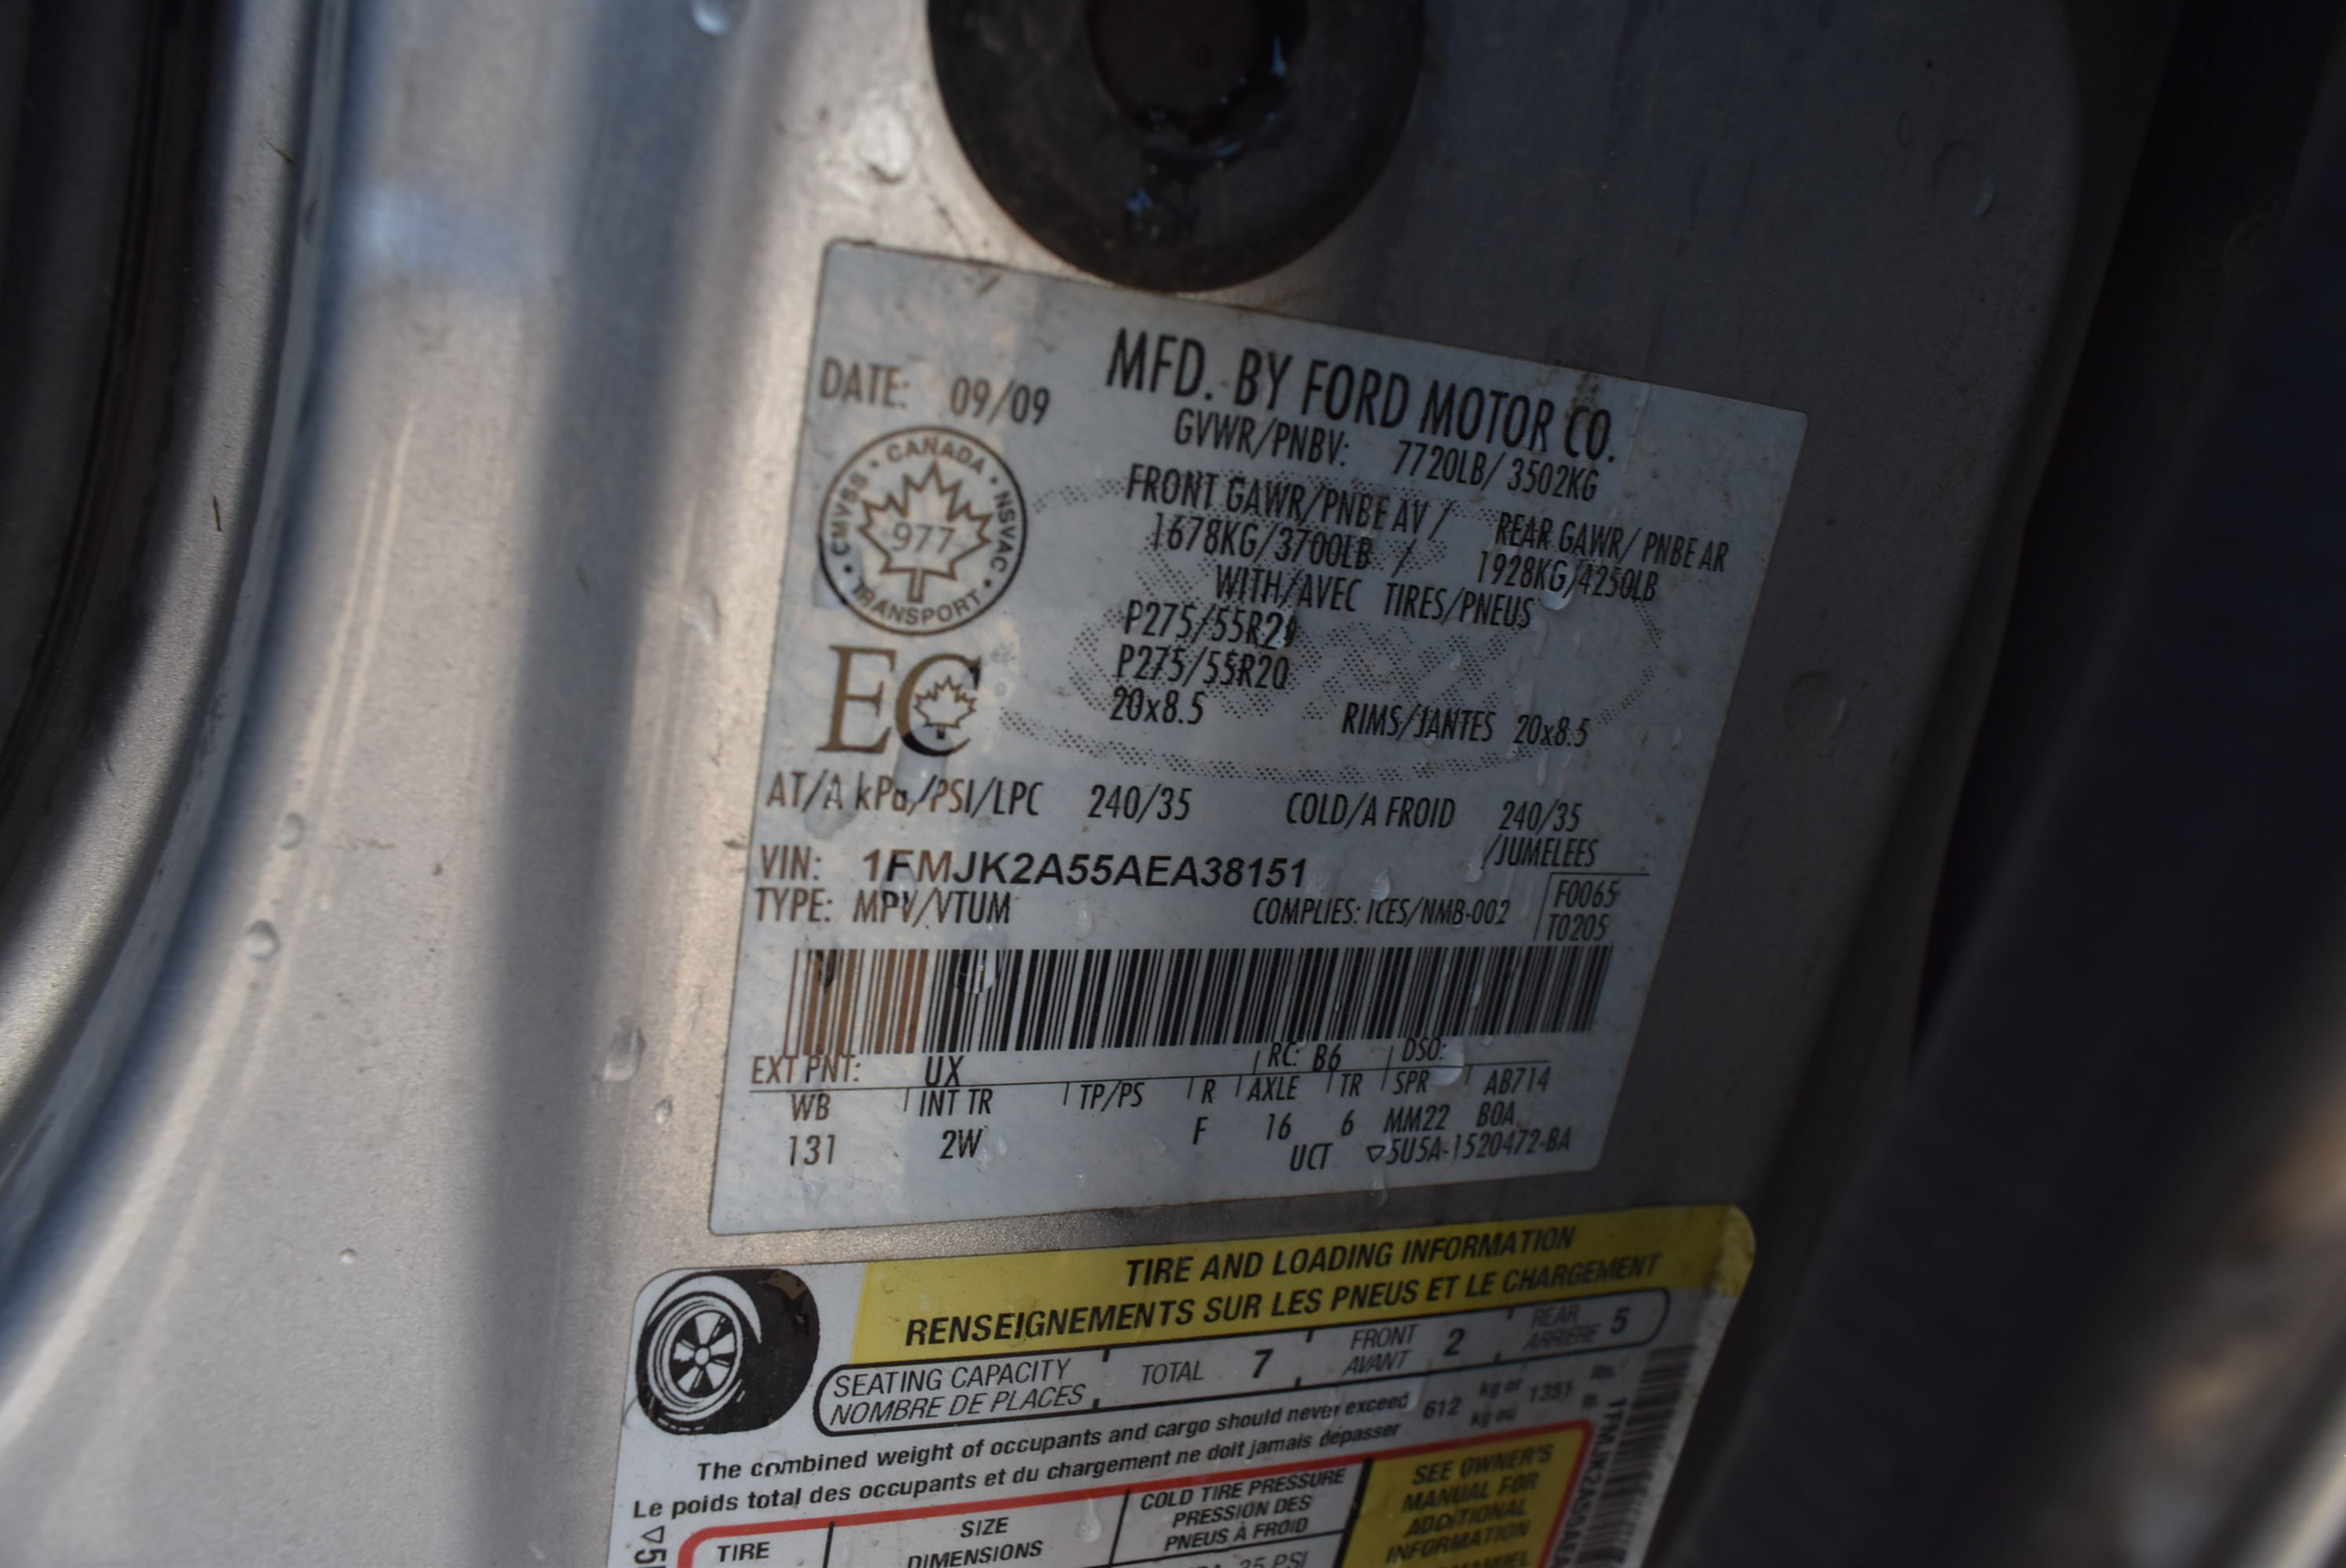 MFD. BY FORD MOTOR CO.
DATE: 09/09
GVWR/PNBV: 7720LB/ 3502KG
FRONT GAWR/PNBE AV / REAR GAWR/ PNBE AR
1678KG/3700LB / 1928KG/4250LB
WITH/AVEC TIRES/PNEUS
CMVSS • CANADA • NSVAC • TRANSPORT •
977
P275/55R20
P275/55R20
EC
20x8.5 RIMS/JANTES 20x8.5
AT/A kPa/PSI/LPC 240/35 COLD/A FROID 240/35
/JUMELEES
VIN: 1FMJK2A55AEA38151
TYPE: MPV/VTUM COMPLIES: ICES/NMB-002
F0065
T0205
EXT PNT: UX RC: B6 DSO:
WB INT TR TP/PS R AXLE TR SPR AB714
131 2W F 16 6 MM22 BOA
UCT ▽5U5A-1520472-BA
TIRE AND LOADING INFORMATION
RENSEIGNEMENTS SUR LES PNEUS ET LE CHARGEMENT
SEATING CAPACITY TOTAL 7 FRONT 2 REAR 5
NOMBRE DE PLACES AVANT ARRIÈRE
The combined weight of occupants and cargo should never exceed 612 kg or 1351 lbs.
Le poids total des occupants et du chargement ne doit jamais dépasser kg ou lb
TIRE
SIZE
DIMENSIONS
COLD TIRE PRESSURE
PRESSION DES
PNEUS À FROID
35 PSI
SEE OWNER'S
MANUAL FOR
ADDITIONAL
INFORMATION
MANUEL